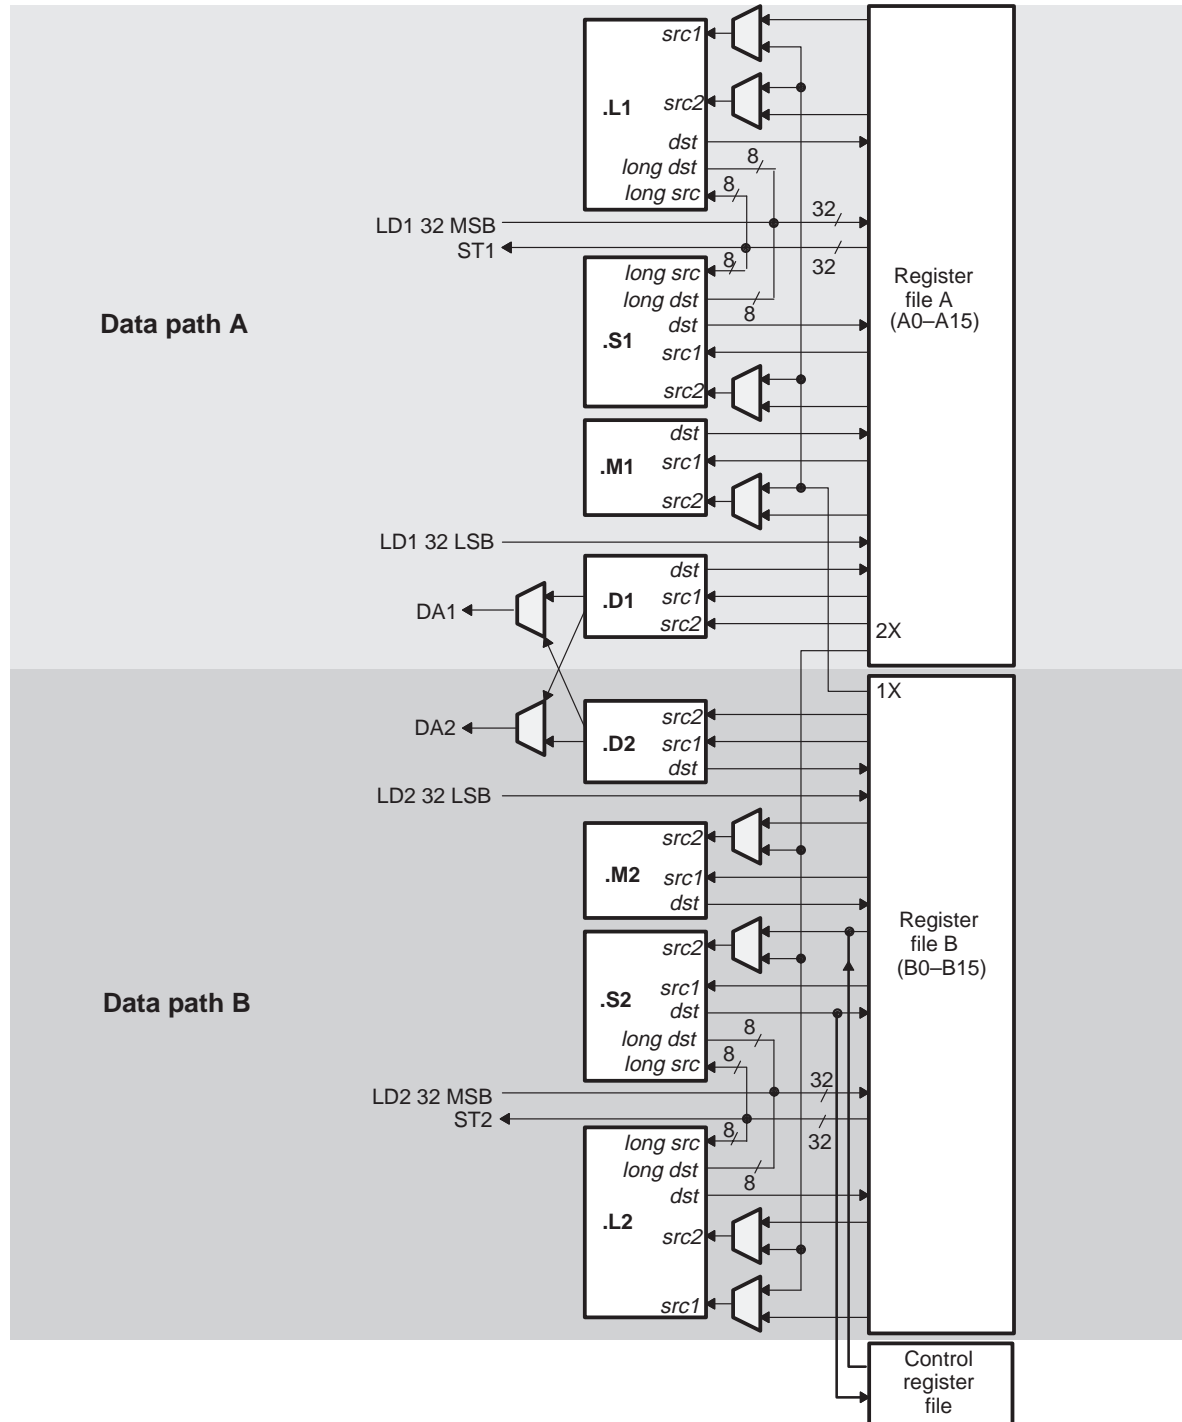 src1
.L1
src2
dst
long dst
8
8
long src
LD1 32 MSB
32
ST1
32
8
long src
long dst
8
dst
.S1
src1
src2
Register
file A
(A0–A15)
Data path A
dst
.M1
src1
src2
LD1 32 LSB
dst
.D1
src1
src2
DA1
2X
1X
DA2
src2
.D2
src1
dst
LD2 32 LSB
src2
.M2
src1
dst
Register
file B
(B0–B15)
Data path B
src2
.S2
src1
dst
8
long dst
8
long src
LD2 32 MSB
32
ST2
32
8
long src
long dst
8
dst
.L2
src2
src1
Control
register
file